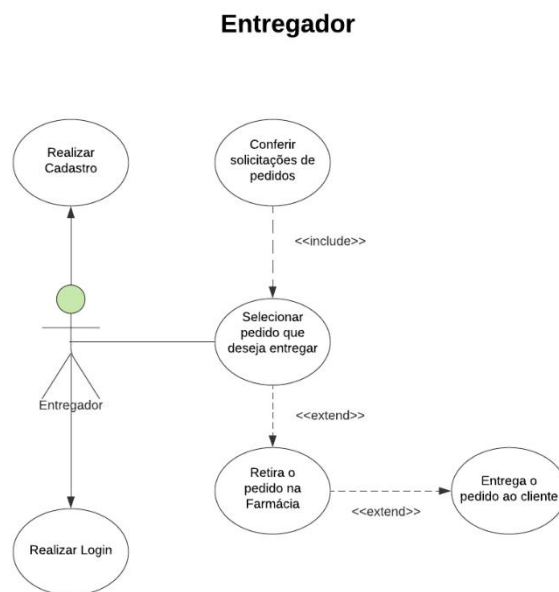 Entregador
Realizar
Cadastro
Conferir
solicitações de
pedidos
<<include>>
Selecionar
pedido que
deseja entregar
Entregador
<<extend>>
Retira o
pedido na
Farmácia
Entrega o
pedido ao cliente
<<extend>>
Realizar Login